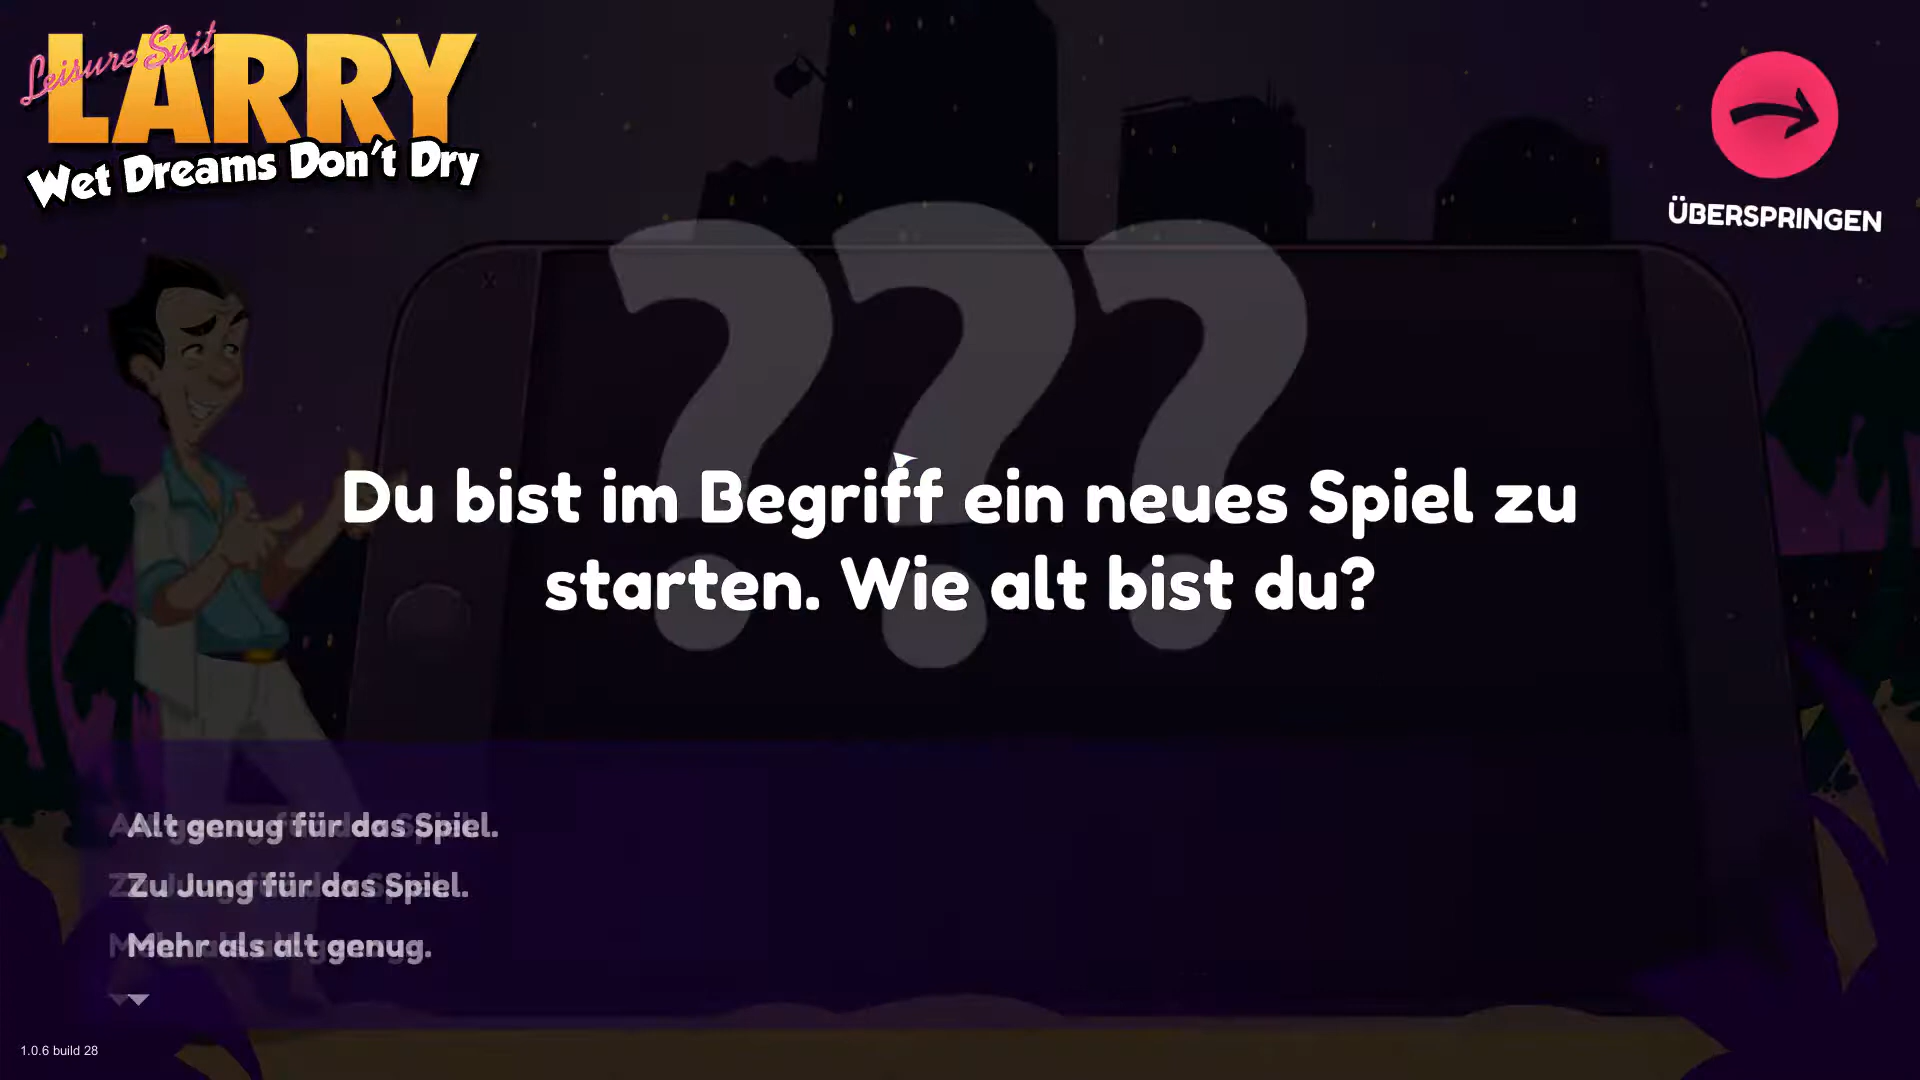 Leisure Suit
LARRY
Wet Dreams Don't Dry
ÜBERSPRINGEN
???
Du bist im Begriff ein neues Spiel zu
starten. Wie alt bist du?
Alt genug für das Spiel.
Zu Jung für das Spiel.
Mehr als alt genug.
1.0.6 build 28